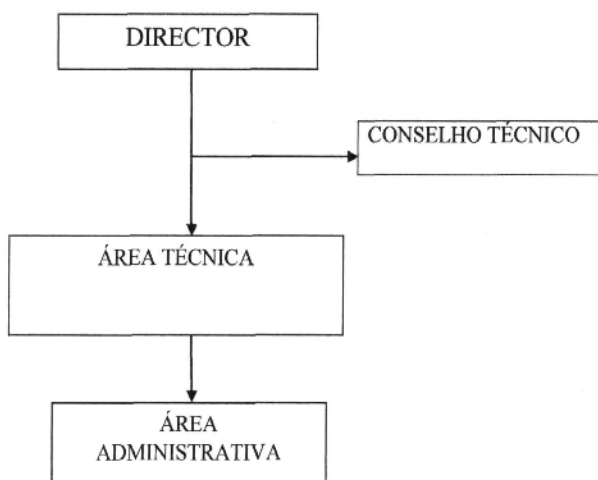 DIRECTOR
CONSELHO TÉCNICO
ÁREA TÉCNICA
ÁREA
ADMINISTRATIVA